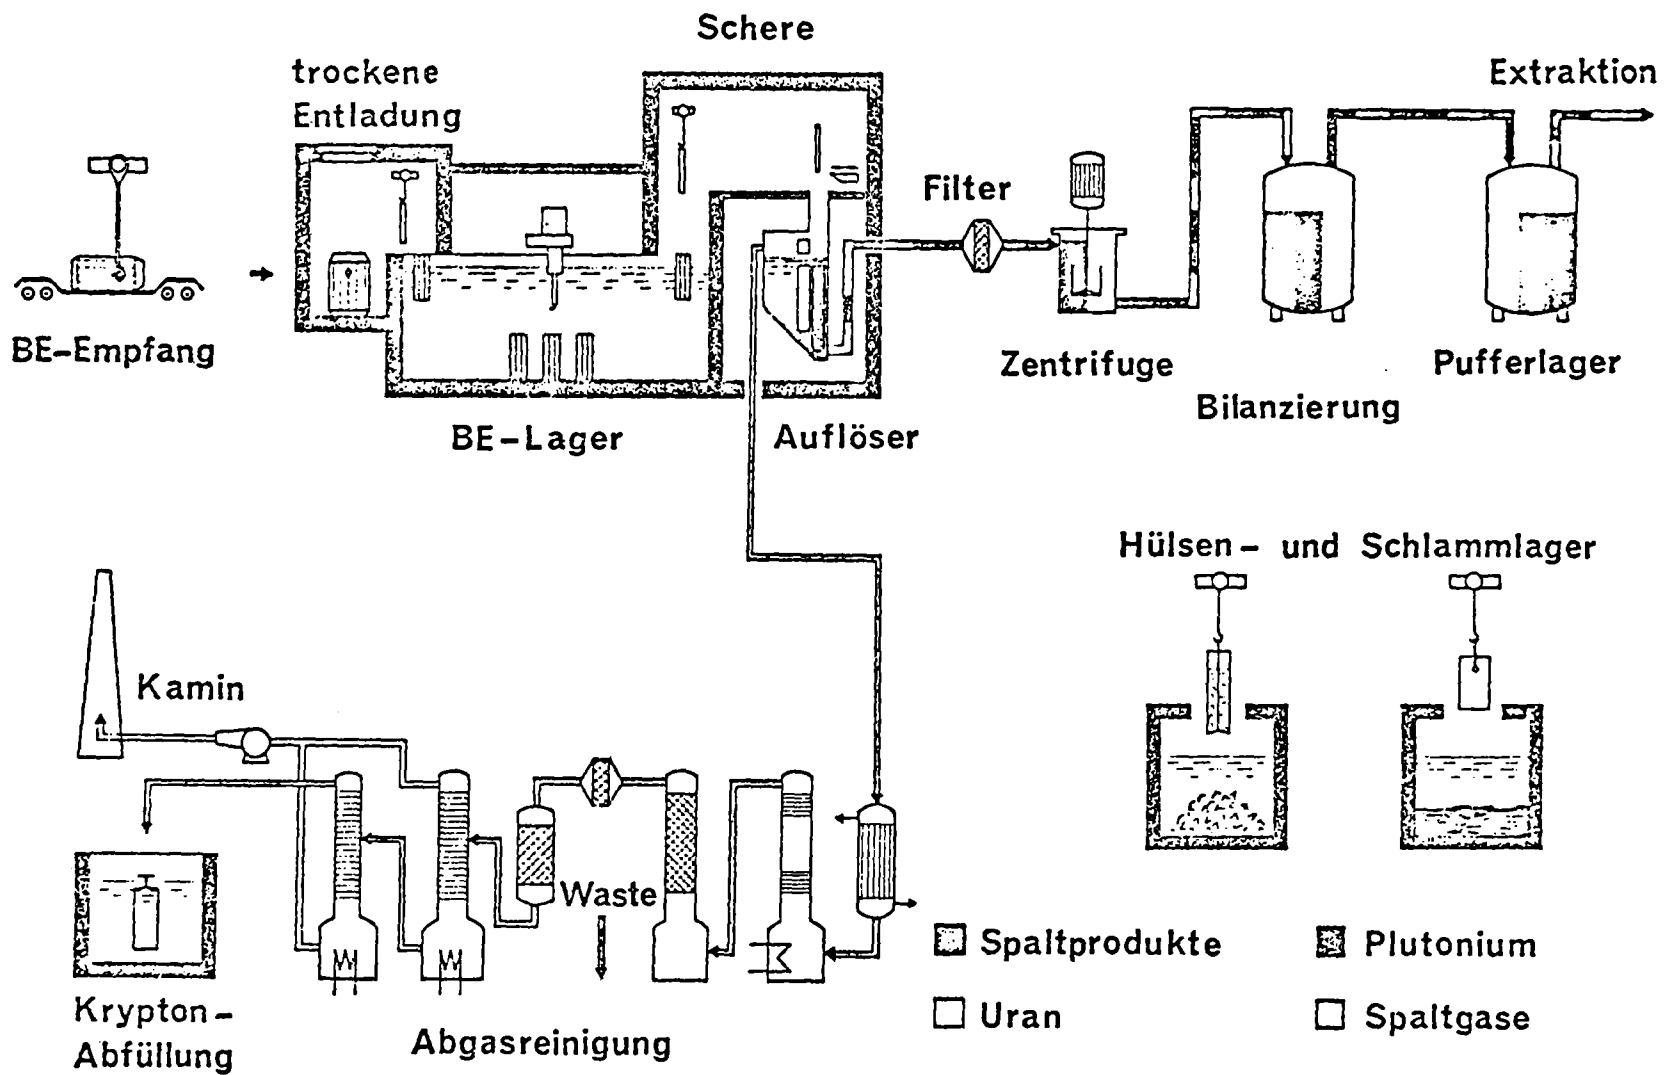 Schere
trockene
Entladung
Extraktion
Filter
BE-Empfang
Zentrifuge
Pufferlager
Bilanzierung
BE-Lager
Auflöser
Hülsen- und Schlammlager
Kamin
Waste
Spaltprodukte
Plutonium
Krypton-
Abfüllung
Uran
Spaltgase
Abgasreinigung